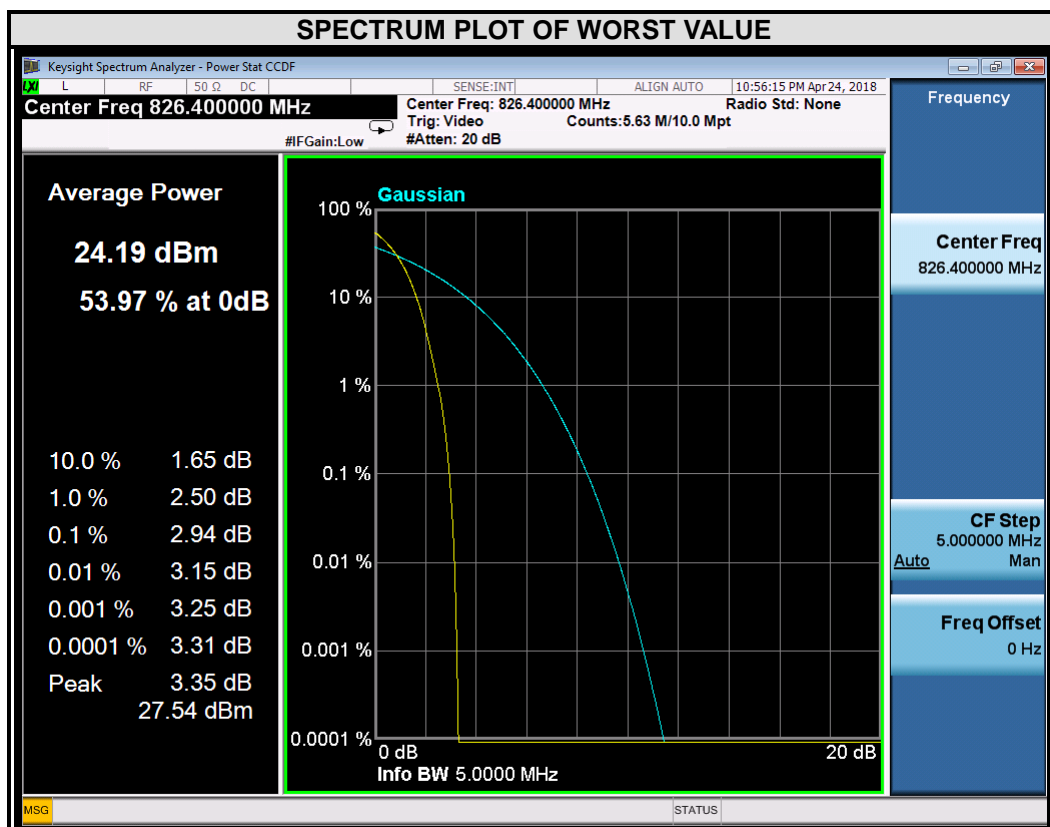 SPECTRUM PLOT OF WORST VALUE
Keysight Spectrum Analyzer - Power Stat CCDF
LXI L RF 50 Ω DC SENSE:INT ALIGN AUTO 10:56:15 PM Apr 24, 2018
Center Freq 826.400000 MHz
Center Freq: 826.400000 MHz Radio Std: None
Trig: Video Counts:5.63 M/10.0 Mpt
#IFGain:Low #Atten: 20 dB
Average Power
24.19 dBm
53.97 % at 0dB
10.0 % 1.65 dB
1.0 % 2.50 dB
0.1 % 2.94 dB
0.01 % 3.15 dB
0.001 % 3.25 dB
0.0001 % 3.31 dB
Peak 3.35 dB
27.54 dBm
Gaussian
100 %
10 %
1 %
0.1 %
0.01 %
0.001 %
0.0001 %
0 dB 20 dB
Info BW 5.0000 MHz
Frequency
Center Freq
826.400000 MHz
CF Step
5.000000 MHz
Auto Man
Freq Offset
0 Hz
MSG STATUS